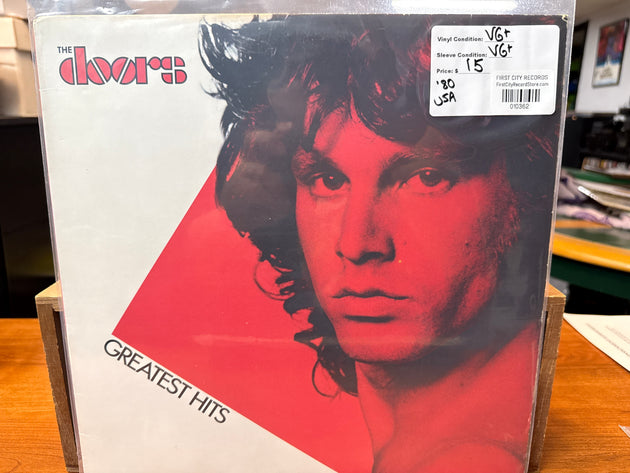 THE
doors
Vinyl Condition: VG+
Sleeve Condition: VG+
Price: $ 15
'80
USA
FIRST CITY RECORDS
FirstCityRecordStore.com
010362
GREATEST HITS